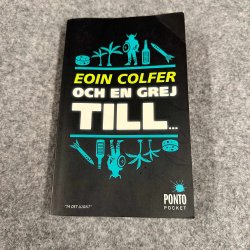 EOIN COLFER
OCH EN GREJ
TILL...
PONTO
POCKET